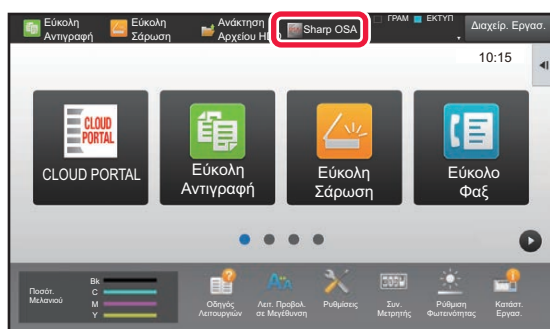 Εύκολη
Αντιγραφή
Εύκολη
Σάρωση
Ανάκτηση
Αρχείου
Sharp OSA
ΓΡΑΜ
ΕΚΤΥΠ
Διαχείρ. Εργασ.
10:15
CLOUD
PORTAL
CLOUD PORTAL
Εύκολη
Αντιγραφή
Εύκολη
Σάρωση
Εύκολο
Φαξ
Ποσότ.
Μελανιού
Bk
C
M
Y
Οδηγός
Λειτουργιών
Λειτ. Προβολ.
σε Μεγέθυνση
Ρυθμίσεις
Συν.
Μετρητής
Ρύθμιση
Φωτεινότητας
Κατάστ.
Εργασ.